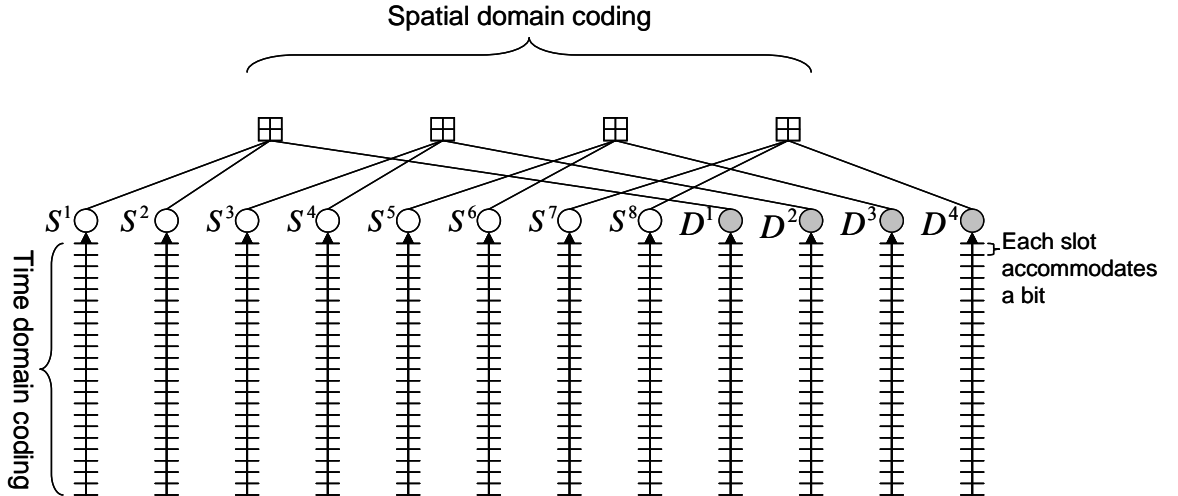 Spatial domain coding
S¹ S² S³ S⁴ S⁵ S⁶ S⁷ S⁸ D¹ D² D³ D⁴
Time domain coding
Each slot
accommodates
a bit